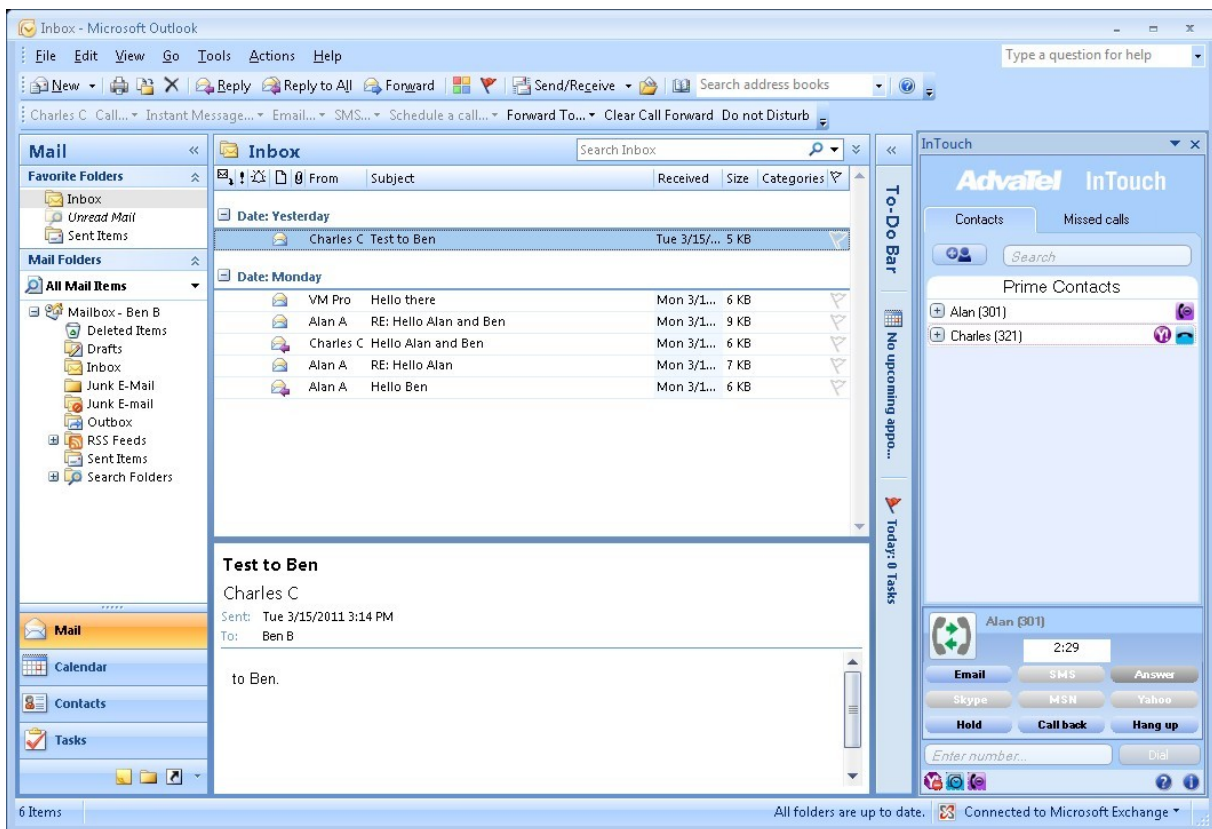 Inbox - Microsoft Outlook
File Edit View Go Tools Actions Help
Type a question for help
New Reply Reply to All Forward Send/Receive Search address books
Charles C Call... Instant Message... Email... SMS... Schedule a call... Forward To... Clear Call Forward Do not Disturb
Mail
Favorite Folders
Inbox
Unread Mail
Sent Items
Mail Folders
All Mail Items
Mailbox - Ben B
Deleted Items
Drafts
Inbox
Junk E-Mail
Junk E-mail
Outbox
RSS Feeds
Sent Items
Search Folders
Mail
Calendar
Contacts
Tasks
Inbox
Search Inbox
From Subject Received Size Categories
Date: Yesterday
Charles C Test to Ben Tue 3/15/... 5 KB
Date: Monday
VM Pro Hello there Mon 3/1... 6 KB
Alan A RE: Hello Alan and Ben Mon 3/1... 9 KB
Charles C Hello Alan and Ben Mon 3/1... 6 KB
Alan A RE: Hello Alan Mon 3/1... 7 KB
Alan A Hello Ben Mon 3/1... 6 KB
Test to Ben
Charles C
Sent: Tue 3/15/2011 3:14 PM
To: Ben B
to Ben.
To-Do Bar
No upcoming appo...
Today: 0 Tasks
InTouch
AdvaTel InTouch
Contacts Missed calls
Search
Prime Contacts
Alan (301)
Charles (321)
Alan (301)
2:29
Email SMS Answer
Skype MSN Yahoo
Hold Call back Hang up
Enter number... Dial
6 Items
All folders are up to date. Connected to Microsoft Exchange